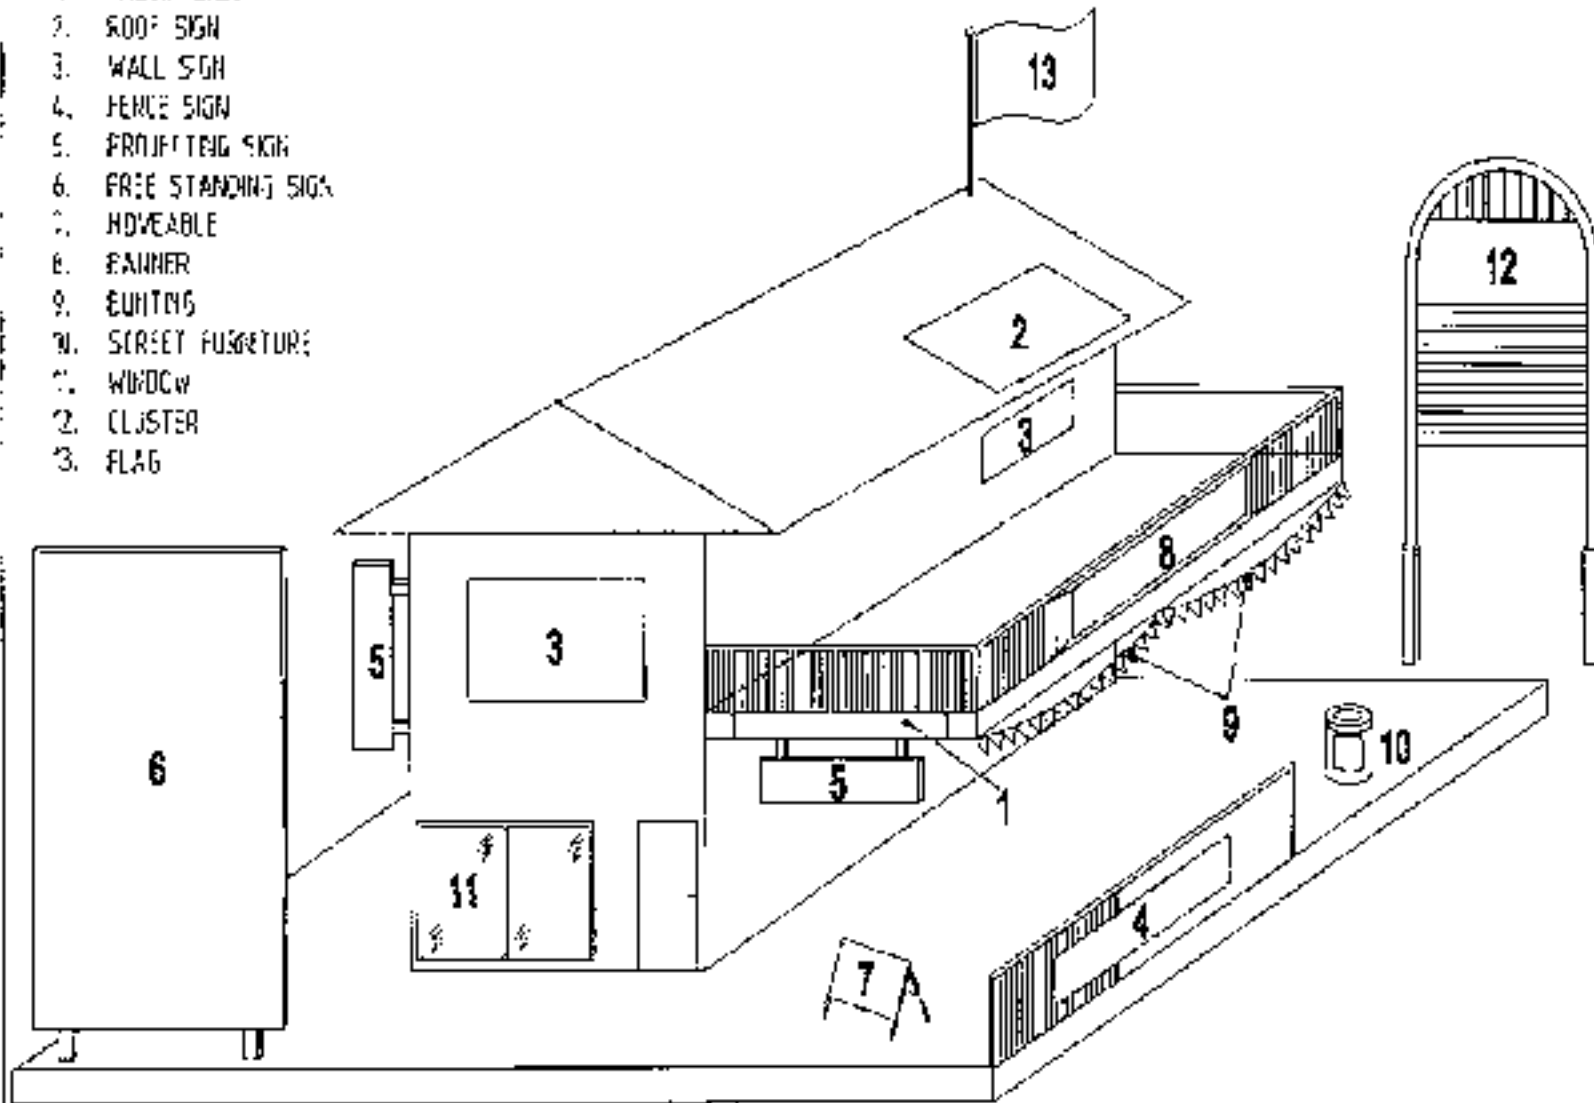 2. ROOF SIGN
3. WALL SIGN
4. FENCE SIGN
5. PROJECTING SIGN
6. FREE STANDING SIGN
7. MOVEABLE
8. BANNER
9. BUNTING
10. STREET FURNITURE
11. WINDOW
12. CLUSTER
13. FLAG
13
12
2
3
8
3
5
6
9
10
5
1
11
4
7